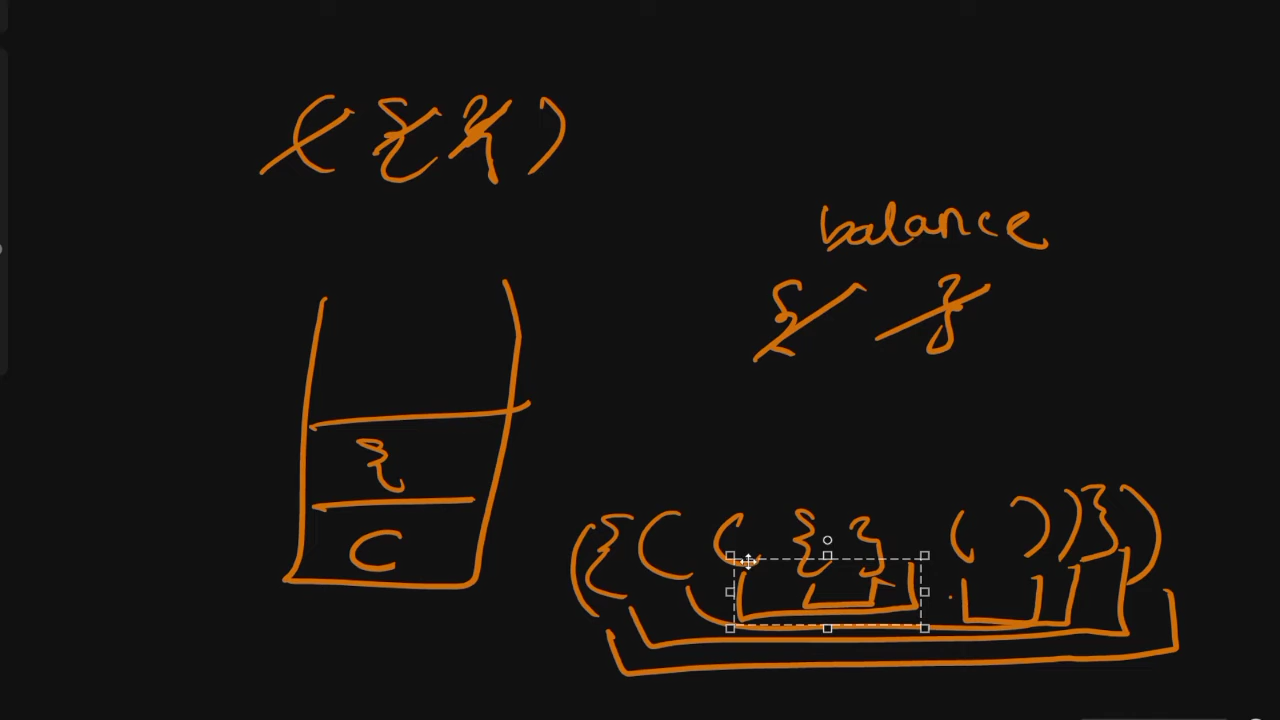 ( { } )
balance
{ }
{
(
( { ( ( { } ( ) ) } )